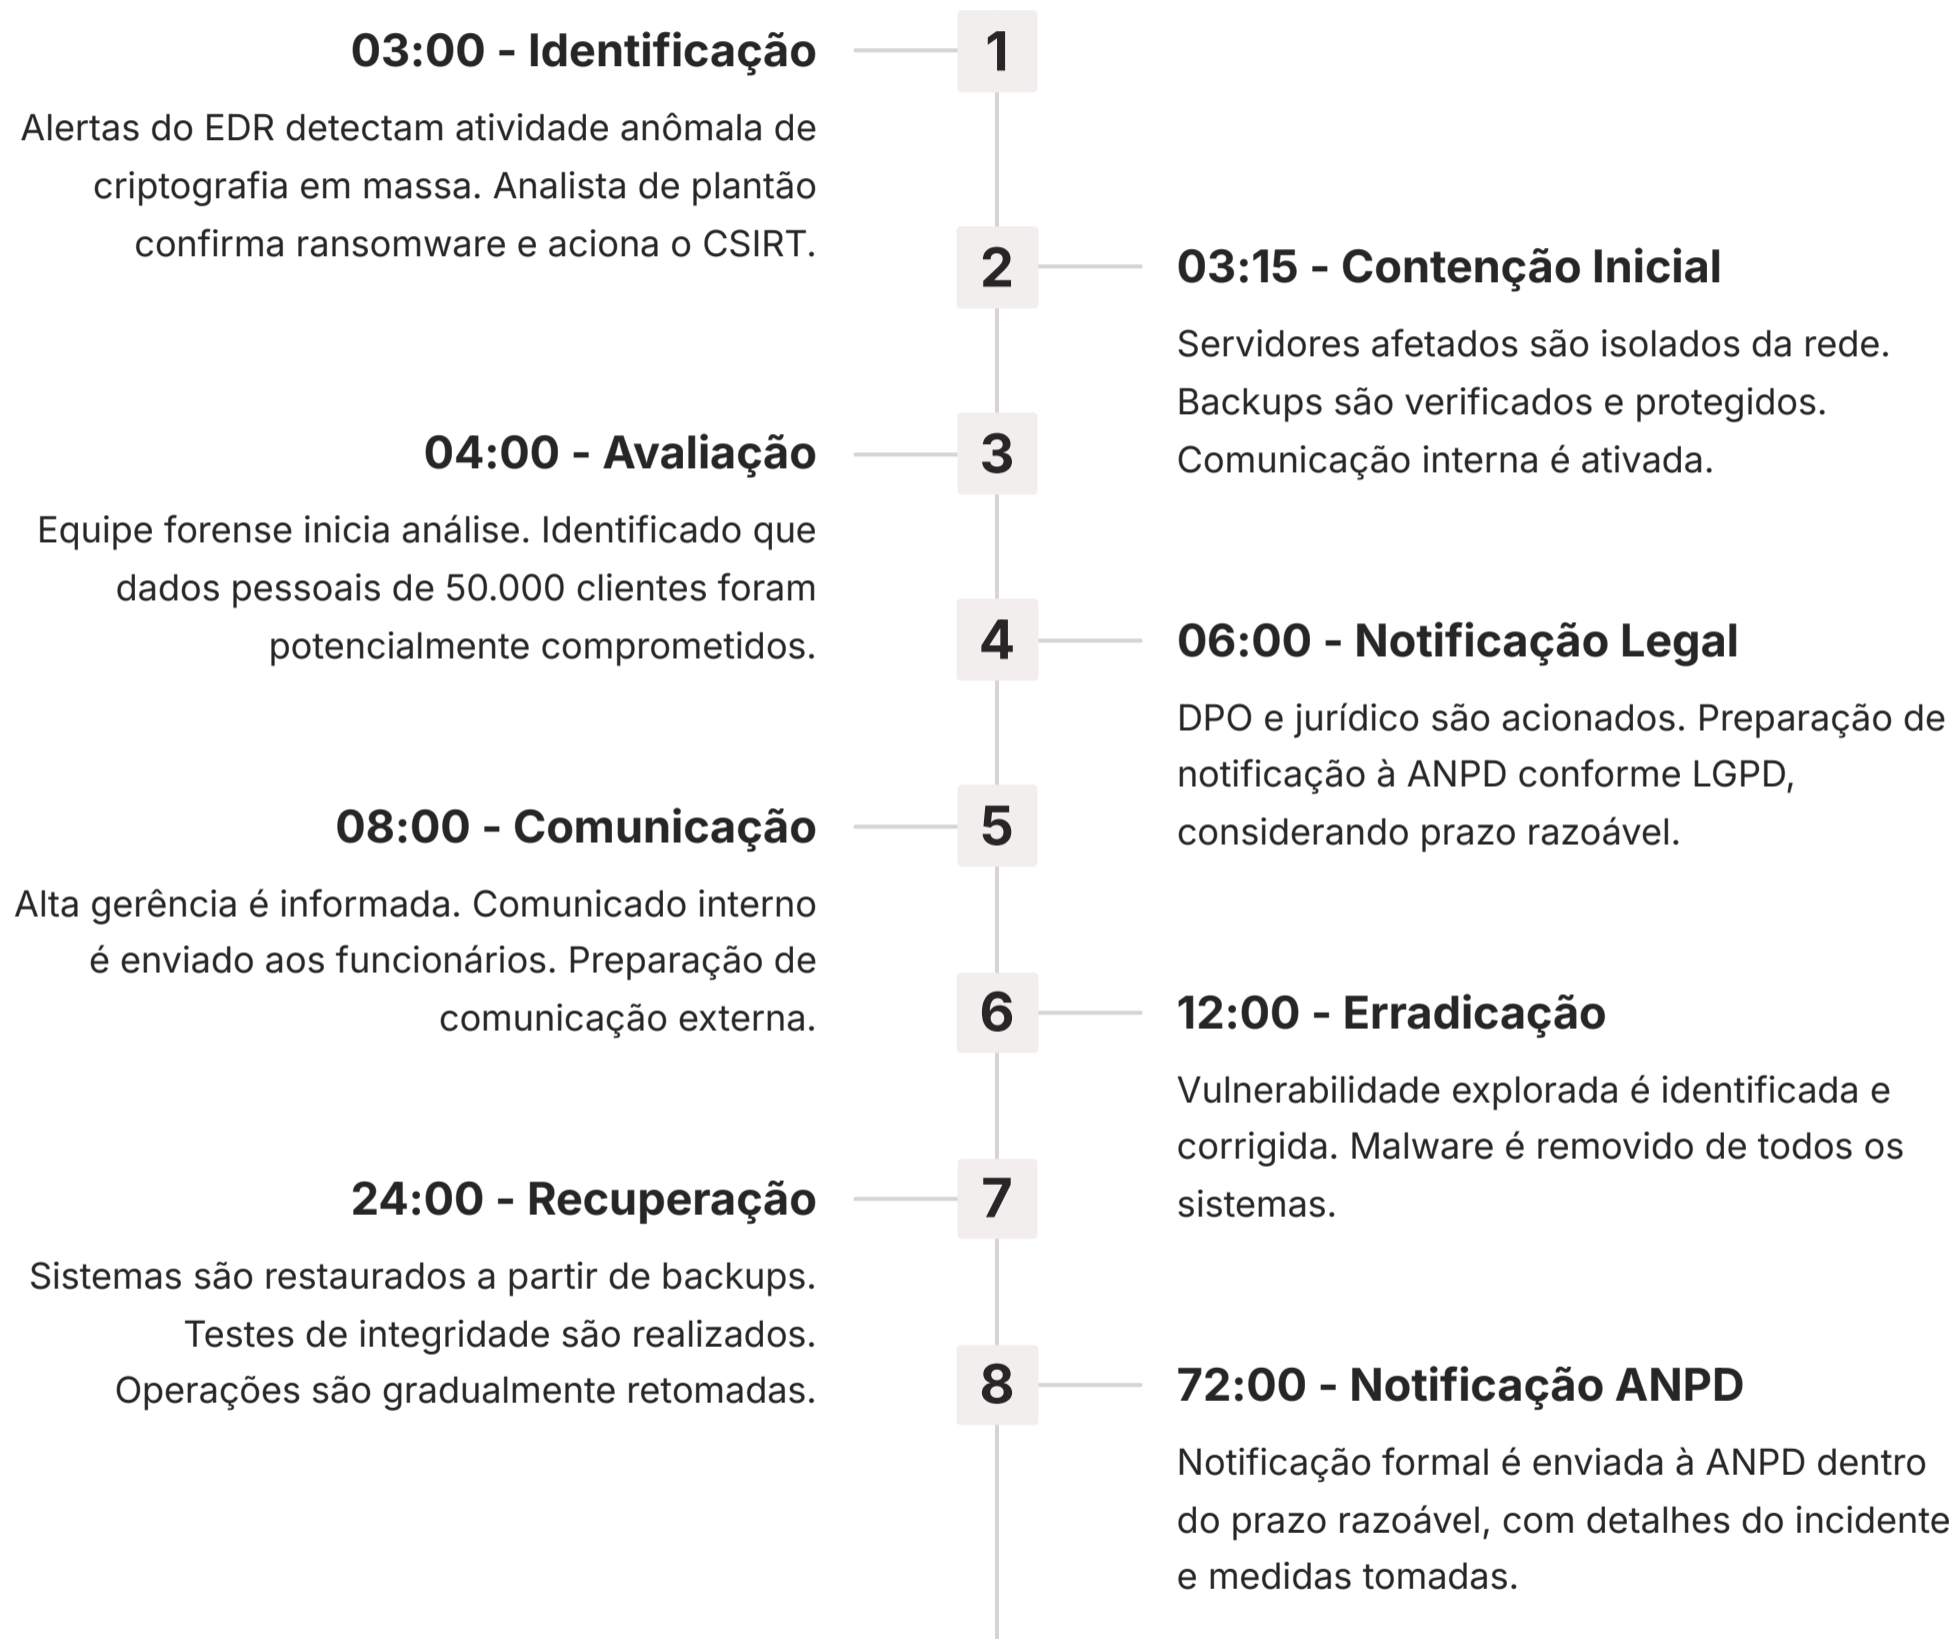 1
03:00 - Identificação
Alertas do EDR detectam atividade anômala de
criptografia em massa. Analista de plantão
confirma ransomware e aciona o CSIRT.
2
03:15 - Contenção Inicial
Servidores afetados são isolados da rede.
Backups são verificados e protegidos.
Comunicação interna é ativada.
3
04:00 - Avaliação
Equipe forense inicia análise. Identificado que
dados pessoais de 50.000 clientes foram
potencialmente comprometidos.
4
06:00 - Notificação Legal
DPO e jurídico são acionados. Preparação de
notificação à ANPD conforme LGPD,
considerando prazo razoável.
5
08:00 - Comunicação
Alta gerência é informada. Comunicado interno
é enviado aos funcionários. Preparação de
comunicação externa.
6
12:00 - Erradicação
Vulnerabilidade explorada é identificada e
corrigida. Malware é removido de todos os
sistemas.
7
24:00 - Recuperação
Sistemas são restaurados a partir de backups.
Testes de integridade são realizados.
Operações são gradualmente retomadas.
8
72:00 - Notificação ANPD
Notificação formal é enviada à ANPD dentro
do prazo razoável, com detalhes do incidente
e medidas tomadas.